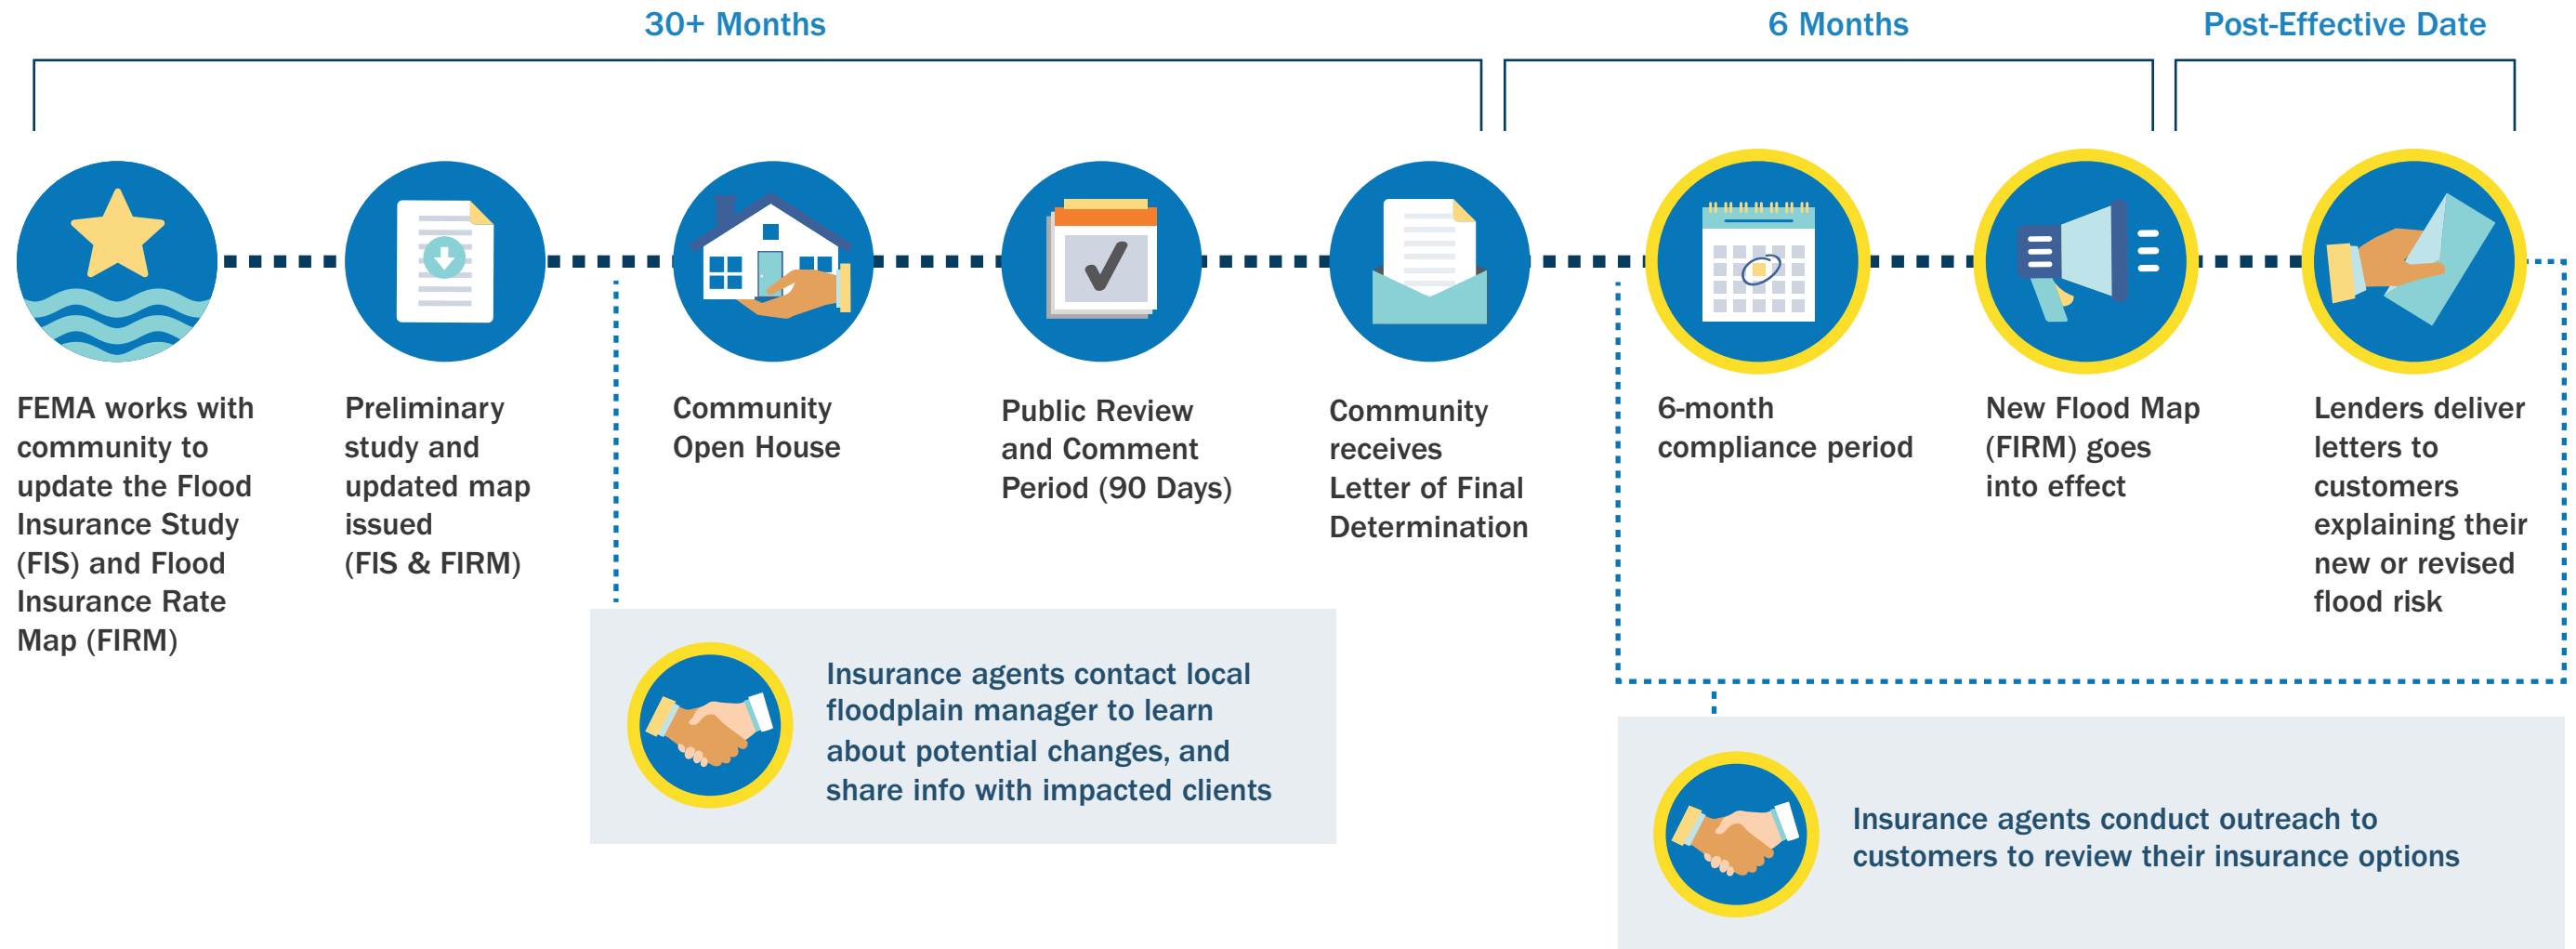 30+ Months
6 Months
Post-Effective Date
FEMA works with
community to
update the Flood
Insurance Study
(FIS) and Flood
Insurance Rate
Map (FIRM)
Preliminary
study and
updated map
issued
(FIS & FIRM)
Community
Open House
Public Review
and Comment
Period (90 Days)
Community
receives
Letter of Final
Determination
6-month
compliance period
New Flood Map
(FIRM) goes
into effect
Lenders deliver
letters to
customers
explaining their
new or revised
flood risk
Insurance agents contact local
floodplain manager to learn
about potential changes, and
share info with impacted clients
Insurance agents conduct outreach to
customers to review their insurance options